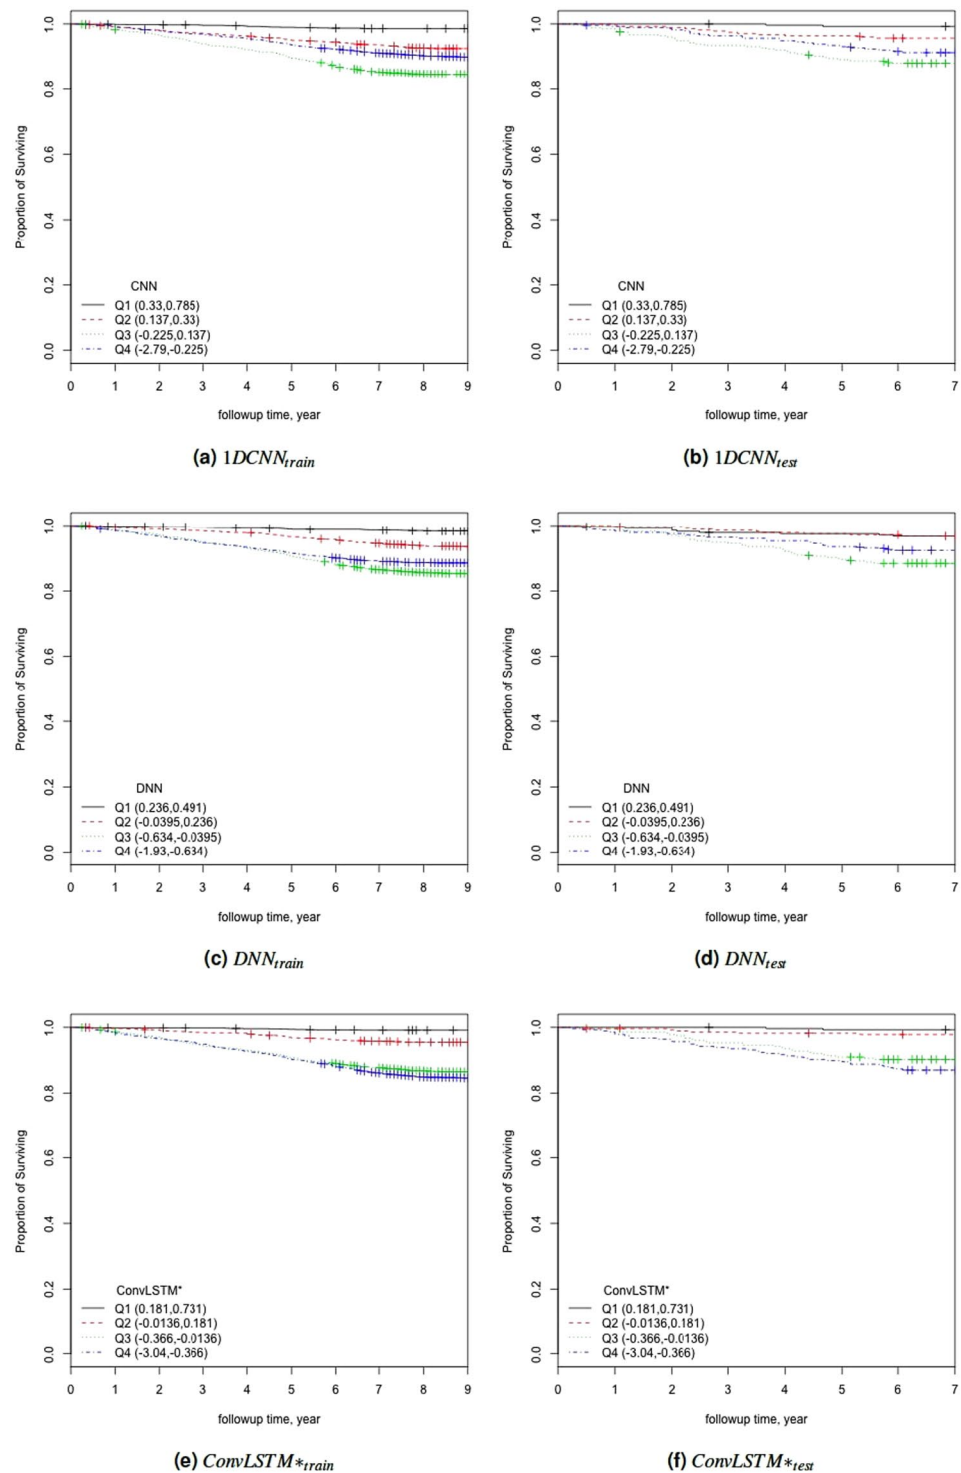 Proportion of Surviving
1.0
0.8
0.6
0.4
0.2
0.0
CNN
Q1 (0.33,0.785)
Q2 (0.137,0.33)
Q3 (-0.225,0.137)
Q4 (-2.79,-0.225)
0 1 2 3 4 5 6 7 8 9
followup time, year
(a) 1DCNNtrain
Proportion of Surviving
1.0
0.8
0.6
0.4
0.2
0.0
CNN
Q1 (0.33,0.785)
Q2 (0.137,0.33)
Q3 (-0.225,0.137)
Q4 (-2.79,-0.225)
0 1 2 3 4 5 6 7
followup time, year
(b) 1DCNNtest
Proportion of Surviving
1.0
0.8
0.6
0.4
0.2
0.0
DNN
Q1 (0.236,0.491)
Q2 (-0.0395,0.236)
Q3 (-0.634,-0.0395)
Q4 (-1.93,-0.634)
0 1 2 3 4 5 6 7 8 9
followup time, year
(c) DNNtrain
Proportion of Surviving
1.0
0.8
0.6
0.4
0.2
0.0
DNN
Q1 (0.236,0.491)
Q2 (-0.0395,0.236)
Q3 (-0.634,-0.0395)
Q4 (-1.93,-0.634)
0 1 2 3 4 5 6 7
followup time, year
(d) DNNtest
Proportion of Surviving
1.0
0.8
0.6
0.4
0.2
0.0
ConvLSTM*
Q1 (0.181,0.731)
Q2 (-0.0136,0.181)
Q3 (-0.366,-0.0136)
Q4 (-3.04,-0.366)
0 1 2 3 4 5 6 7 8 9
followup time, year
(e) ConvLSTM*train
Proportion of Surviving
1.0
0.8
0.6
0.4
0.2
0.0
ConvLSTM*
Q1 (0.181,0.731)
Q2 (-0.0136,0.181)
Q3 (-0.366,-0.0136)
Q4 (-3.04,-0.366)
0 1 2 3 4 5 6 7
followup time, year
(f) ConvLSTM*test